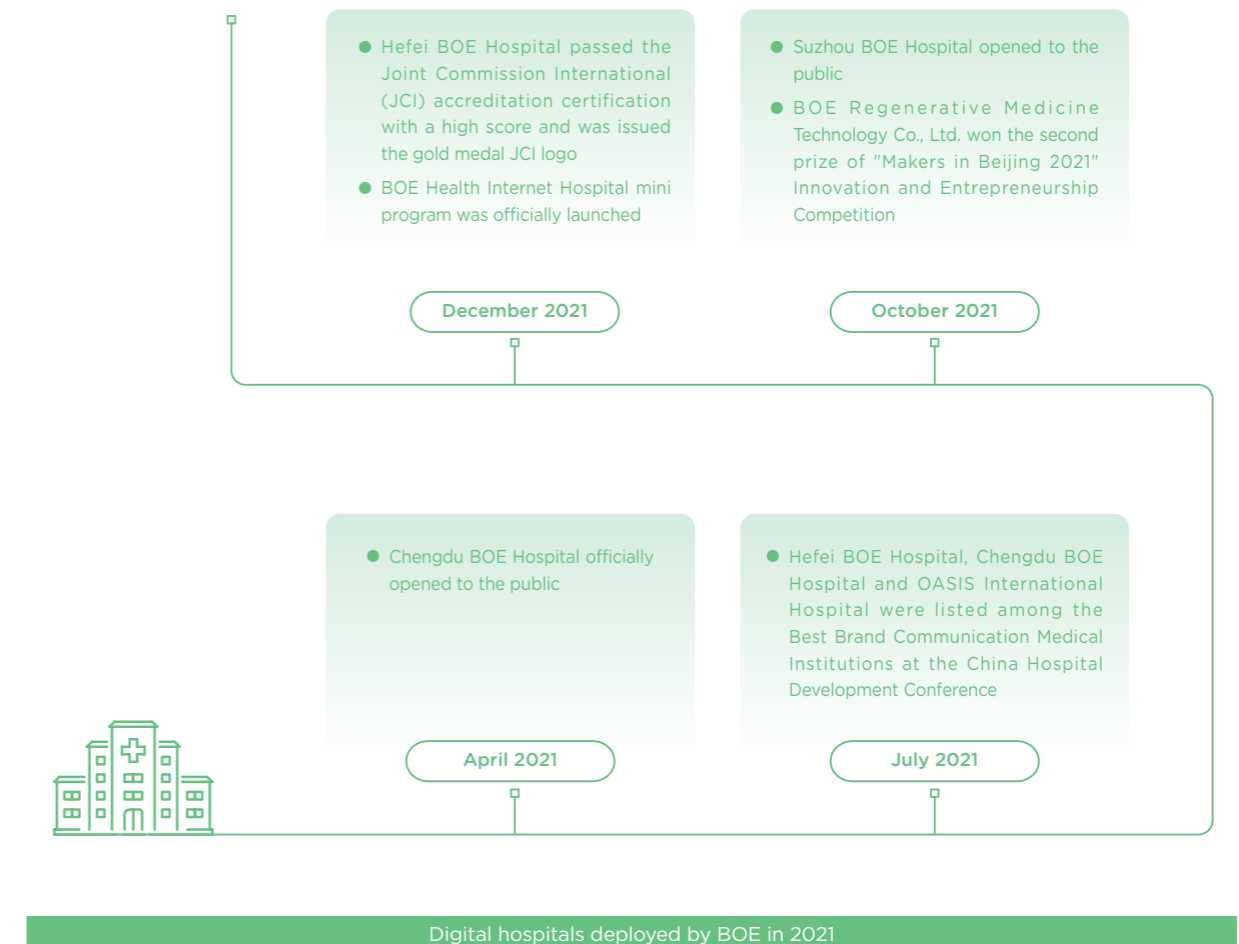 ● Hefei BOE Hospital passed the
Joint Commission International
(JCI) accreditation certification
with a high score and was issued
the gold medal JCI logo
● BOE Health Internet Hospital mini
program was officially launched
December 2021
● Suzhou BOE Hospital opened to the
public
● BOE Regenerative Medicine
Technology Co., Ltd. won the second
prize of "Makers in Beijing 2021"
Innovation and Entrepreneurship
Competition
October 2021
● Chengdu BOE Hospital officially
opened to the public
April 2021
● Hefei BOE Hospital, Chengdu BOE
Hospital and OASIS International
Hospital were listed among the
Best Brand Communication Medical
Institutions at the China Hospital
Development Conference
July 2021
Digital hospitals deployed by BOE in 2021